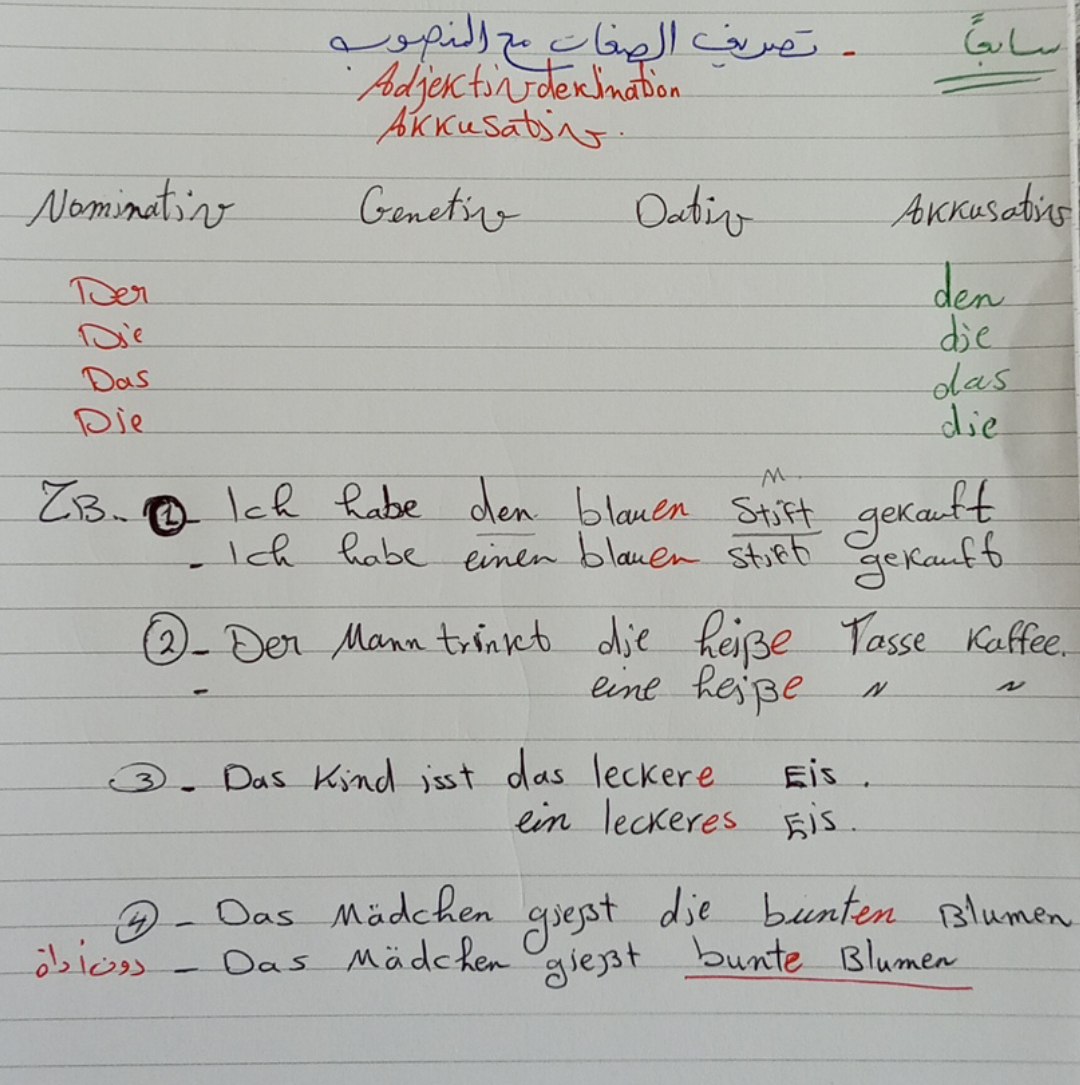 سابعاً - تصريف الصفات مع المنصوب
Adjektivdeklination
Akkusativ.
Nominativ Genetiv Dativ Akkusativ
Der den
Die die
Das das
Die die
M.
ZB. 1- Ich habe den blauen Stift gekauft
- Ich habe einen blauen Stift gekauft
2- Der Mann trinkt die heiße Tasse Kaffee.
- eine heiße " "
3- Das Kind isst das leckere Eis.
ein leckeres Eis.
4- Das Mädchen gießt die bunten Blumen
دون أداة - Das Mädchen gießt bunte Blumen